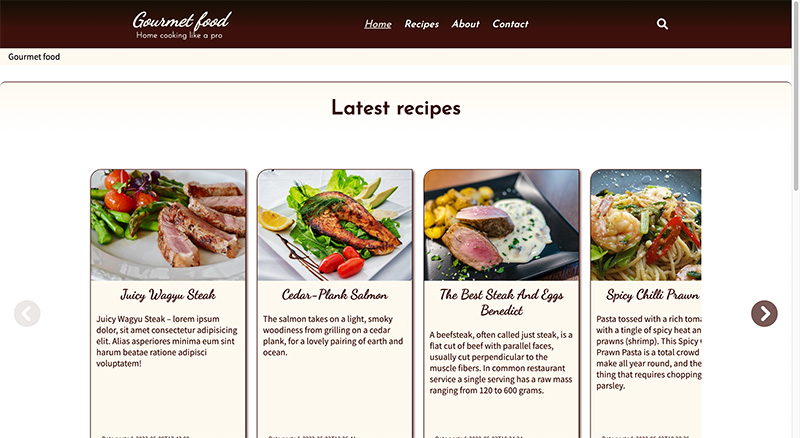 Gourmet food
Home cooking like a pro
Home Recipes About Contact
Gourmet food
Latest recipes
Juicy Wagyu Steak
Juicy Wagyu Steak – lorem ipsum
dolor, sit amet consectetur adipisicing
elit. Alias asperiores minima eum sint
harum beatae ratione adipisci
voluptatem!
Cedar-Plank Salmon
The salmon takes on a light, smoky
woodiness from grilling on a cedar
plank, for a lovely pairing of earth and
ocean.
The Best Steak And Eggs
Benedict
A beefsteak, often called just steak, is a
flat cut of beef with parallel faces,
usually cut perpendicular to the
muscle fibers. In common restaurant
service a single serving has a raw mass
ranging from 120 to 600 grams.
Spicy Chilli Prawn
Pasta tossed with a rich toma
with a tingle of spicy heat an
prawns (shrimp). This Spicy
Prawn Pasta is a total crowd
make all year round, and the
thing that requires chopping
parsley.